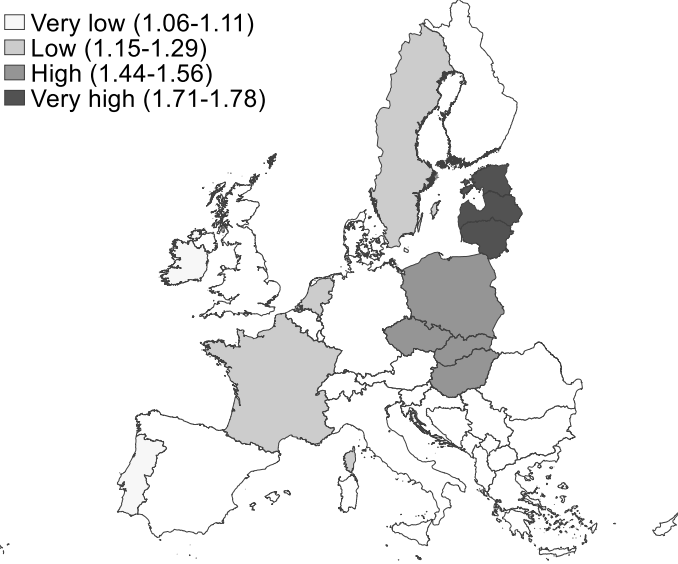 Very low (1.06-1.11)
Low (1.15-1.29)
High (1.44-1.56)
Very high (1.71-1.78)